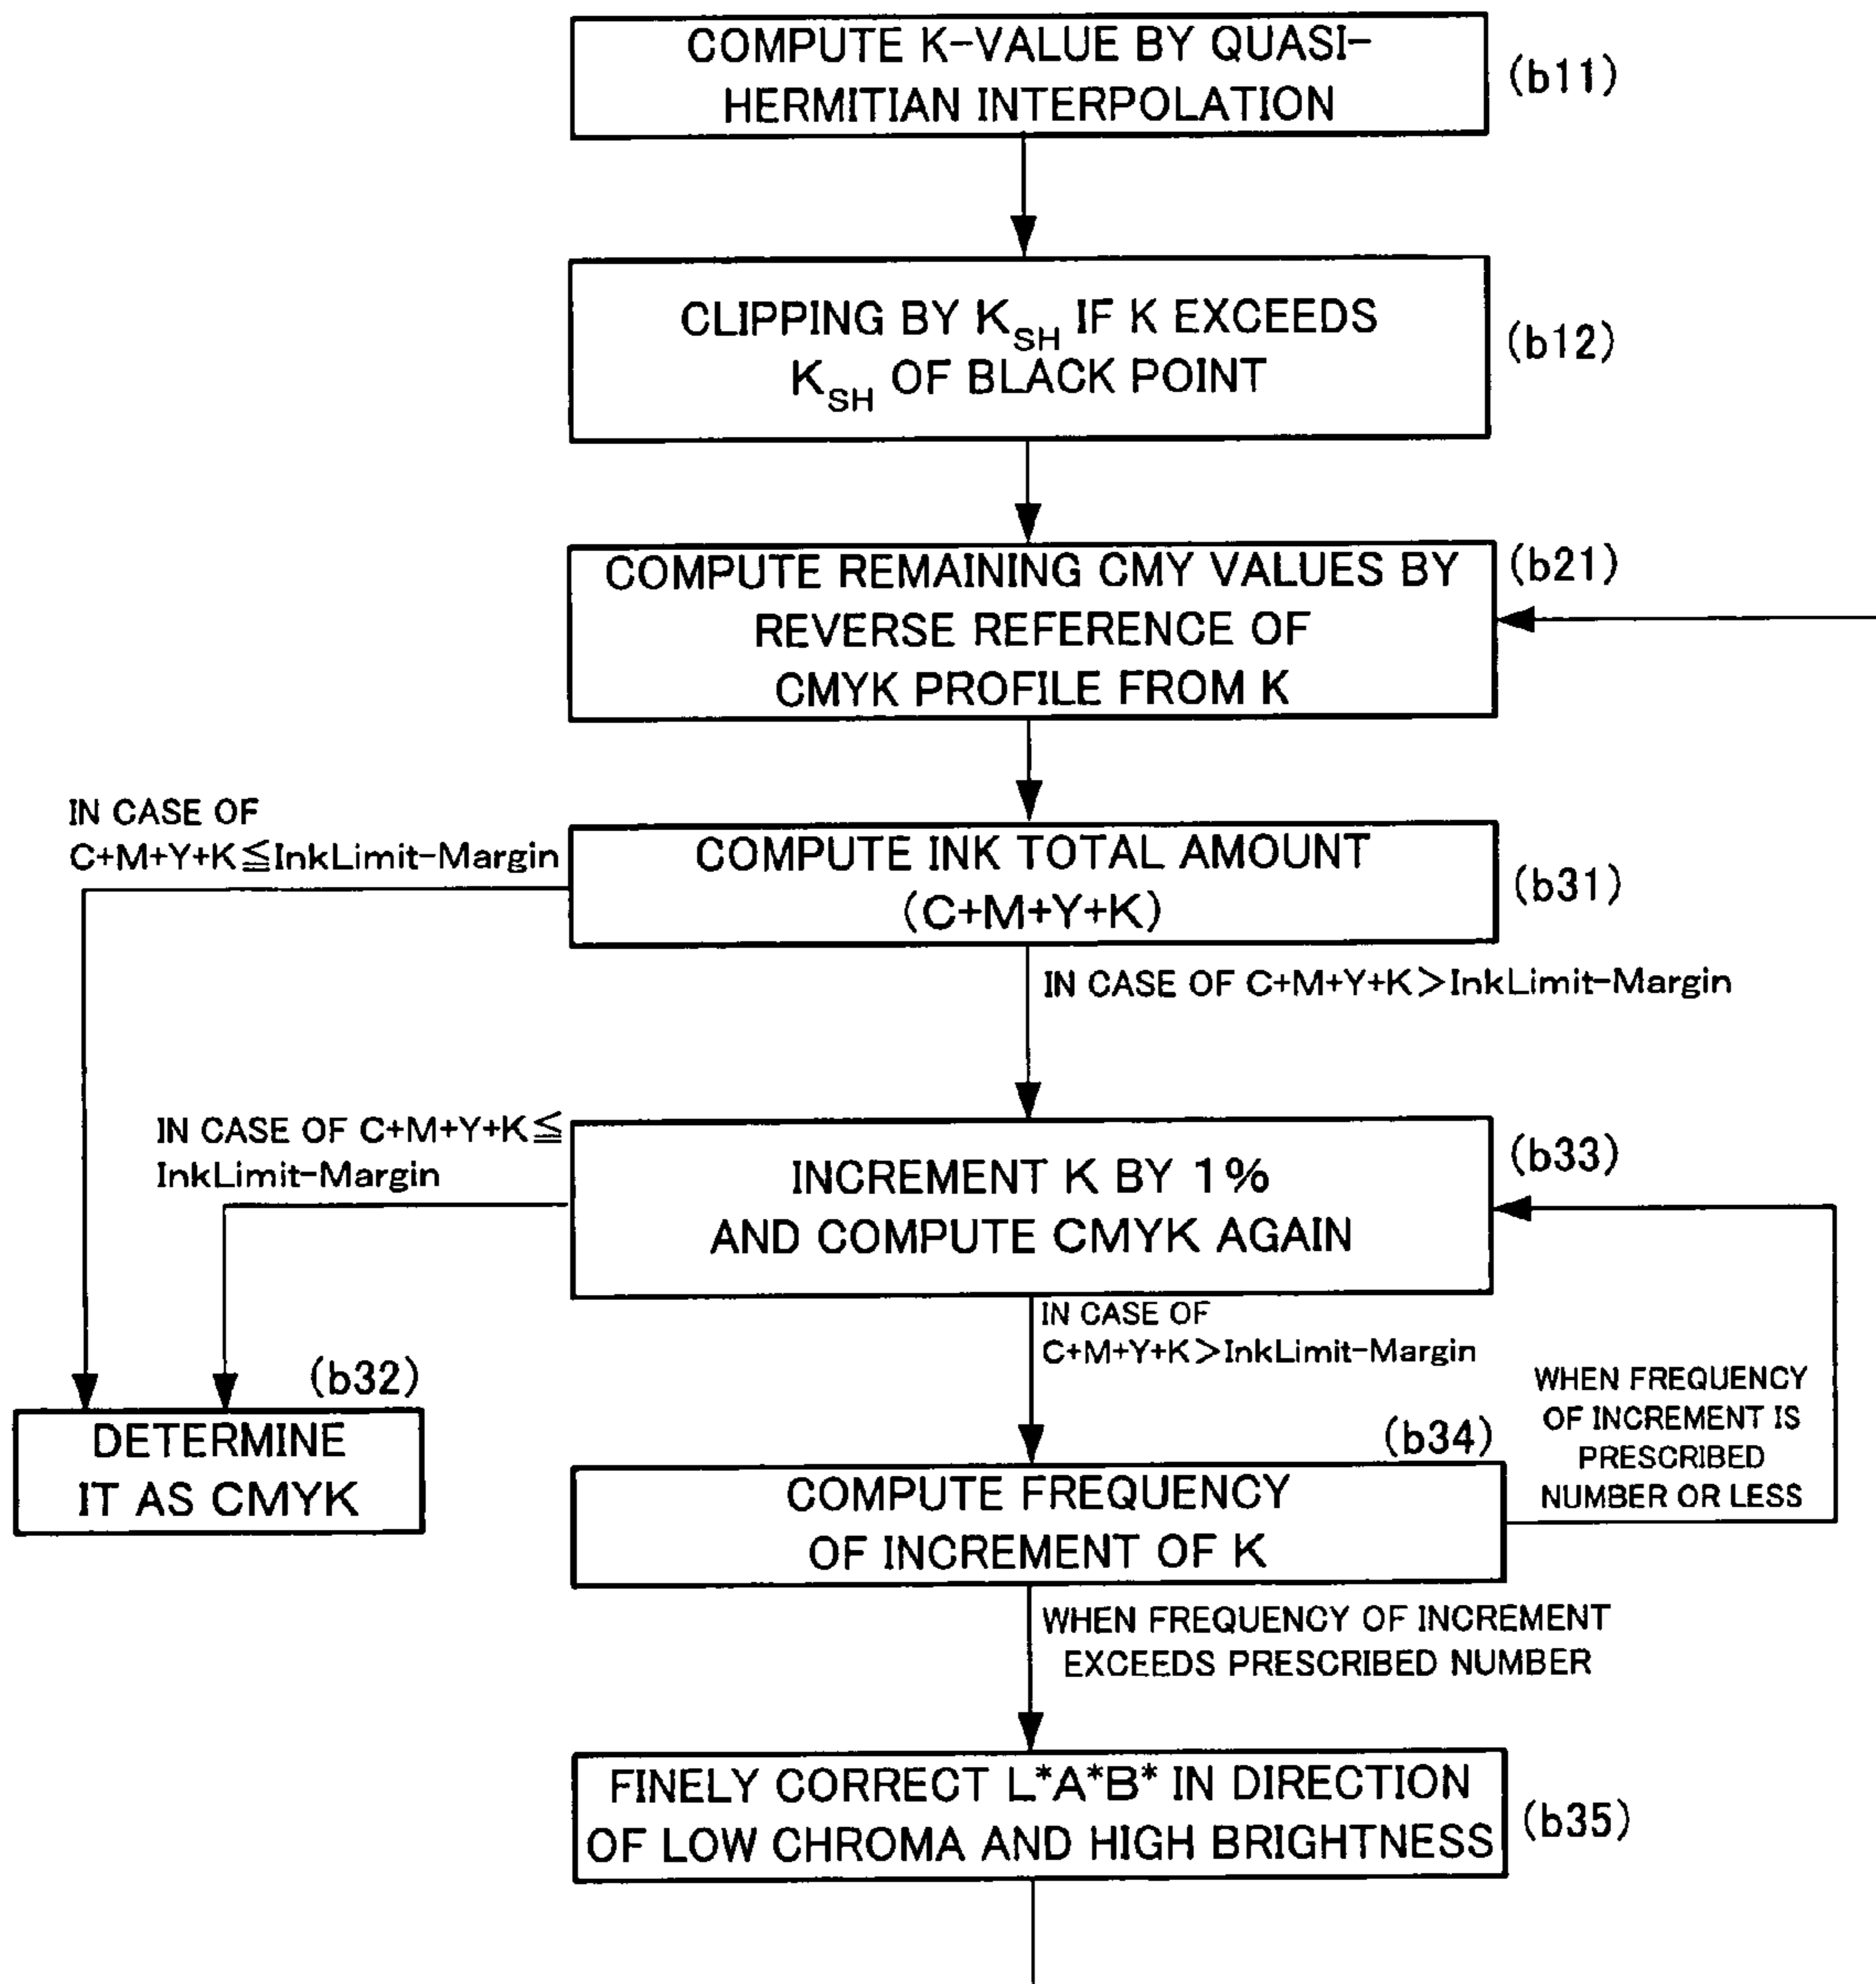 COMPUTE K-VALUE BY QUASI-
HERMITIAN INTERPOLATION
(b11)
CLIPPING BY KSH IF K EXCEEDS
KSH OF BLACK POINT
(b12)
COMPUTE REMAINING CMY VALUES BY
REVERSE REFERENCE OF
CMYK PROFILE FROM K
(b21)
IN CASE OF
C+M+Y+K≦InkLimit-Margin
COMPUTE INK TOTAL AMOUNT
(C+M+Y+K)
(b31)
IN CASE OF C+M+Y+K>InkLimit-Margin
IN CASE OF C+M+Y+K≦
InkLimit-Margin
INCREMENT K BY 1%
AND COMPUTE CMYK AGAIN
(b33)
IN CASE OF
C+M+Y+K>InkLimit-Margin
(b32)
DETERMINE
IT AS CMYK
WHEN FREQUENCY
OF INCREMENT IS
PRESCRIBED
NUMBER OR LESS
(b34)
COMPUTE FREQUENCY
OF INCREMENT OF K
WHEN FREQUENCY OF INCREMENT
EXCEEDS PRESCRIBED NUMBER
FINELY CORRECT L*A*B* IN DIRECTION
OF LOW CHROMA AND HIGH BRIGHTNESS
(b35)